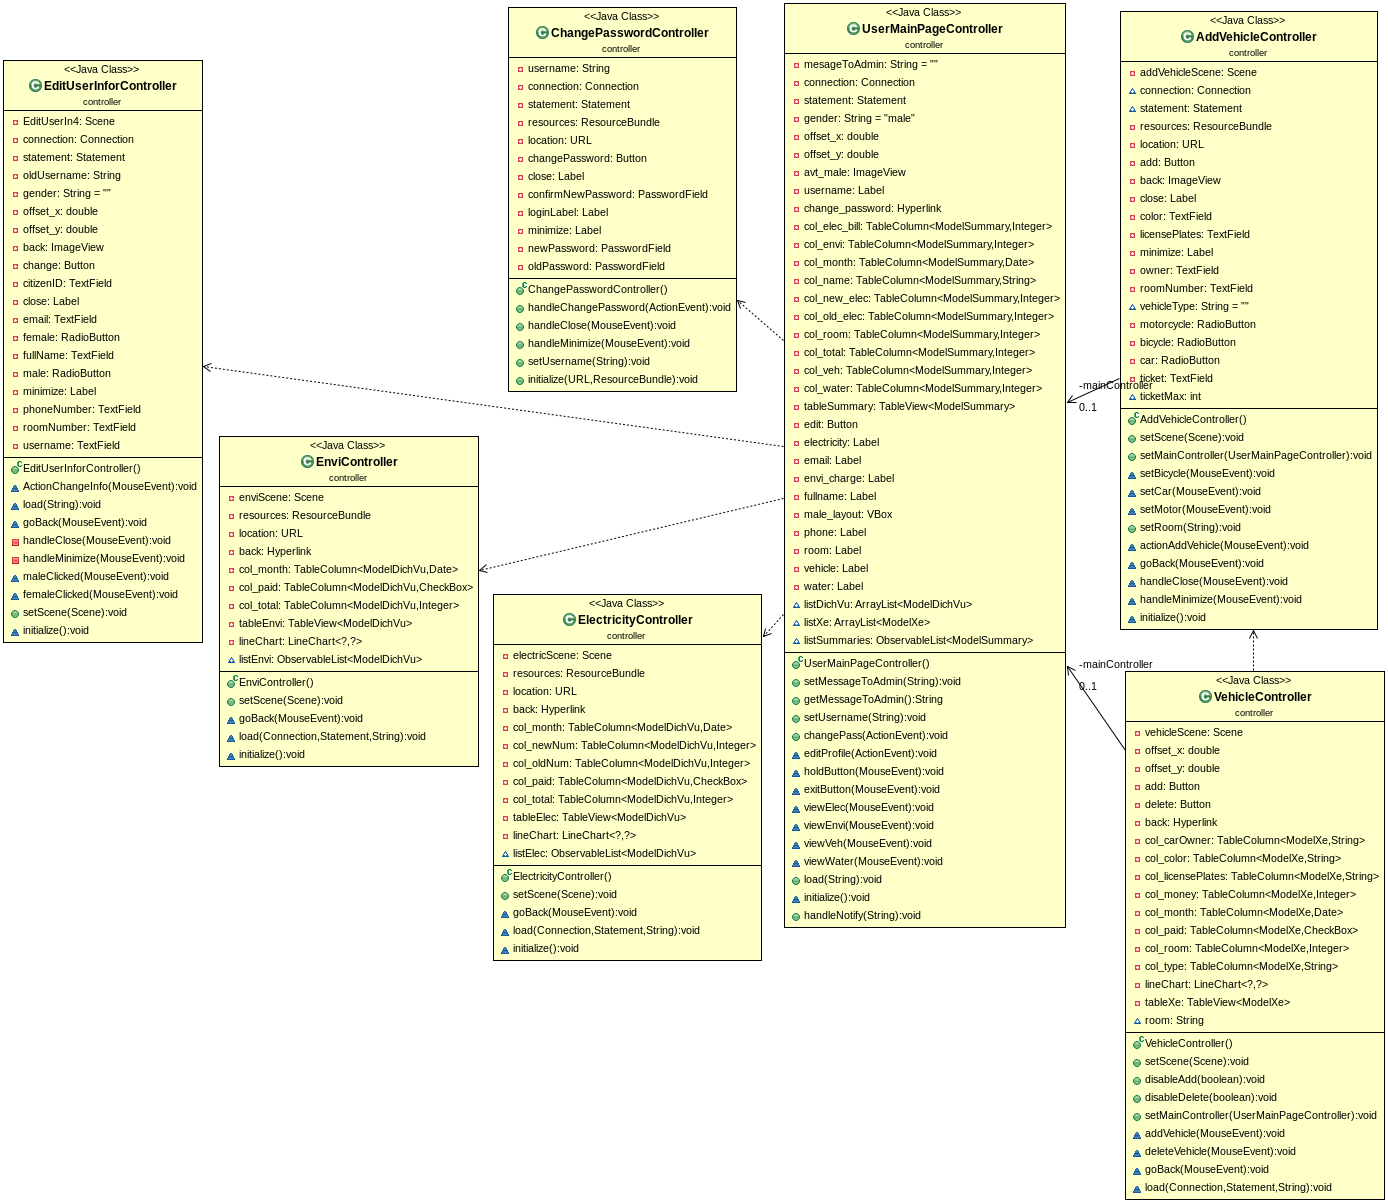 <<Java Class>>
EditUserInforController
controller
EditUserIn4: Scene
connection: Connection
statement: Statement
oldUsername: String
gender: String = ""
offset_x: double
offset_y: double
back: ImageView
change: Button
citizenID: TextField
close: Label
email: TextField
female: RadioButton
fullName: TextField
male: RadioButton
minimize: Label
phoneNumber: TextField
roomNumber: TextField
username: TextField
EditUserInforController()
ActionChangeInfo(MouseEvent):void
load(String):void
goBack(MouseEvent):void
handleClose(MouseEvent):void
handleMinimize(MouseEvent):void
maleClicked(MouseEvent):void
femaleClicked(MouseEvent):void
setScene(Scene):void
initialize():void
<<Java Class>>
EnviController
controller
enviScene: Scene
resources: ResourceBundle
location: URL
back: Hyperlink
col_month: TableColumn<ModelDichVu,Date>
col_paid: TableColumn<ModelDichVu,CheckBox>
col_total: TableColumn<ModelDichVu,Integer>
tableEnvi: TableView<ModelDichVu>
lineChart: LineChart<?,?>
listEnvi: ObservableList<ModelDichVu>
EnviController()
setScene(Scene):void
goBack(MouseEvent):void
load(Connection,Statement,String):void
initialize():void
<<Java Class>>
ChangePasswordController
controller
username: String
connection: Connection
statement: Statement
resources: ResourceBundle
location: URL
changePassword: Button
close: Label
confirmNewPassword: PasswordField
loginLabel: Label
minimize: Label
newPassword: PasswordField
oldPassword: PasswordField
ChangePasswordController()
handleChangePassword(ActionEvent):void
handleClose(MouseEvent):void
handleMinimize(MouseEvent):void
setUsername(String):void
initialize(URL,ResourceBundle):void
<<Java Class>>
ElectricityController
controller
electricScene: Scene
resources: ResourceBundle
location: URL
back: Hyperlink
col_month: TableColumn<ModelDichVu,Date>
col_newNum: TableColumn<ModelDichVu,Integer>
col_oldNum: TableColumn<ModelDichVu,Integer>
col_paid: TableColumn<ModelDichVu,CheckBox>
col_total: TableColumn<ModelDichVu,Integer>
tableElec: TableView<ModelDichVu>
lineChart: LineChart<?,?>
listElec: ObservableList<ModelDichVu>
ElectricityController()
setScene(Scene):void
goBack(MouseEvent):void
load(Connection,Statement,String):void
initialize():void
<<Java Class>>
UserMainPageController
controller
mesageToAdmin: String = ""
connection: Connection
statement: Statement
gender: String = "male"
offset_x: double
offset_y: double
avt_male: ImageView
username: Label
change_password: Hyperlink
col_elec_bill: TableColumn<ModelSummary,Integer>
col_envi: TableColumn<ModelSummary,Integer>
col_month: TableColumn<ModelSummary,Date>
col_name: TableColumn<ModelSummary,String>
col_new_elec: TableColumn<ModelSummary,Integer>
col_old_elec: TableColumn<ModelSummary,Integer>
col_room: TableColumn<ModelSummary,Integer>
col_total: TableColumn<ModelSummary,Integer>
col_veh: TableColumn<ModelSummary,Integer>
col_water: TableColumn<ModelSummary,Integer>
tableSummary: TableView<ModelSummary>
edit: Button
electricity: Label
email: Label
envi_charge: Label
fullname: Label
male_layout: VBox
phone: Label
room: Label
vehicle: Label
water: Label
listDichVu: ArrayList<ModelDichVu>
listXe: ArrayList<ModelXe>
listSummaries: ObservableList<ModelSummary>
UserMainPageController()
setMessageToAdmin(String):void
getMessageToAdmin():String
setUsername(String):void
changePass(ActionEvent):void
editProfile(ActionEvent):void
holdButton(MouseEvent):void
exitButton(MouseEvent):void
viewElec(MouseEvent):void
viewEnvi(MouseEvent):void
viewVeh(MouseEvent):void
viewWater(MouseEvent):void
load(String):void
initialize():void
handleNotify(String):void
<<Java Class>>
AddVehicleController
controller
addVehicleScene: Scene
connection: Connection
statement: Statement
resources: ResourceBundle
location: URL
add: Button
back: ImageView
close: Label
color: TextField
licensePlates: TextField
minimize: Label
owner: TextField
roomNumber: TextField
vehicleType: String = ""
motorcycle: RadioButton
bicycle: RadioButton
car: RadioButton
ticket: TextField
ticketMax: int
AddVehicleController()
setScene(Scene):void
setMainController(UserMainPageController):void
setBicycle(MouseEvent):void
setCar(MouseEvent):void
setMotor(MouseEvent):void
setRoom(String):void
actionAddVehicle(MouseEvent):void
goBack(MouseEvent):void
handleClose(MouseEvent):void
handleMinimize(MouseEvent):void
initialize():void
-mainController
0..1
-mainController
0..1
<<Java Class>>
VehicleController
controller
vehicleScene: Scene
offset_x: double
offset_y: double
add: Button
delete: Button
back: Hyperlink
col_carOwner: TableColumn<ModelXe,String>
col_color: TableColumn<ModelXe,String>
col_licensePlates: TableColumn<ModelXe,String>
col_money: TableColumn<ModelXe,Integer>
col_month: TableColumn<ModelXe,Date>
col_paid: TableColumn<ModelXe,CheckBox>
col_room: TableColumn<ModelXe,Integer>
col_type: TableColumn<ModelXe,String>
lineChart: LineChart<?,?>
tableXe: TableView<ModelXe>
room: String
VehicleController()
setScene(Scene):void
disableAdd(boolean):void
disableDelete(boolean):void
setMainController(UserMainPageController):void
addVehicle(MouseEvent):void
deleteVehicle(MouseEvent):void
goBack(MouseEvent):void
load(Connection,Statement,String):void